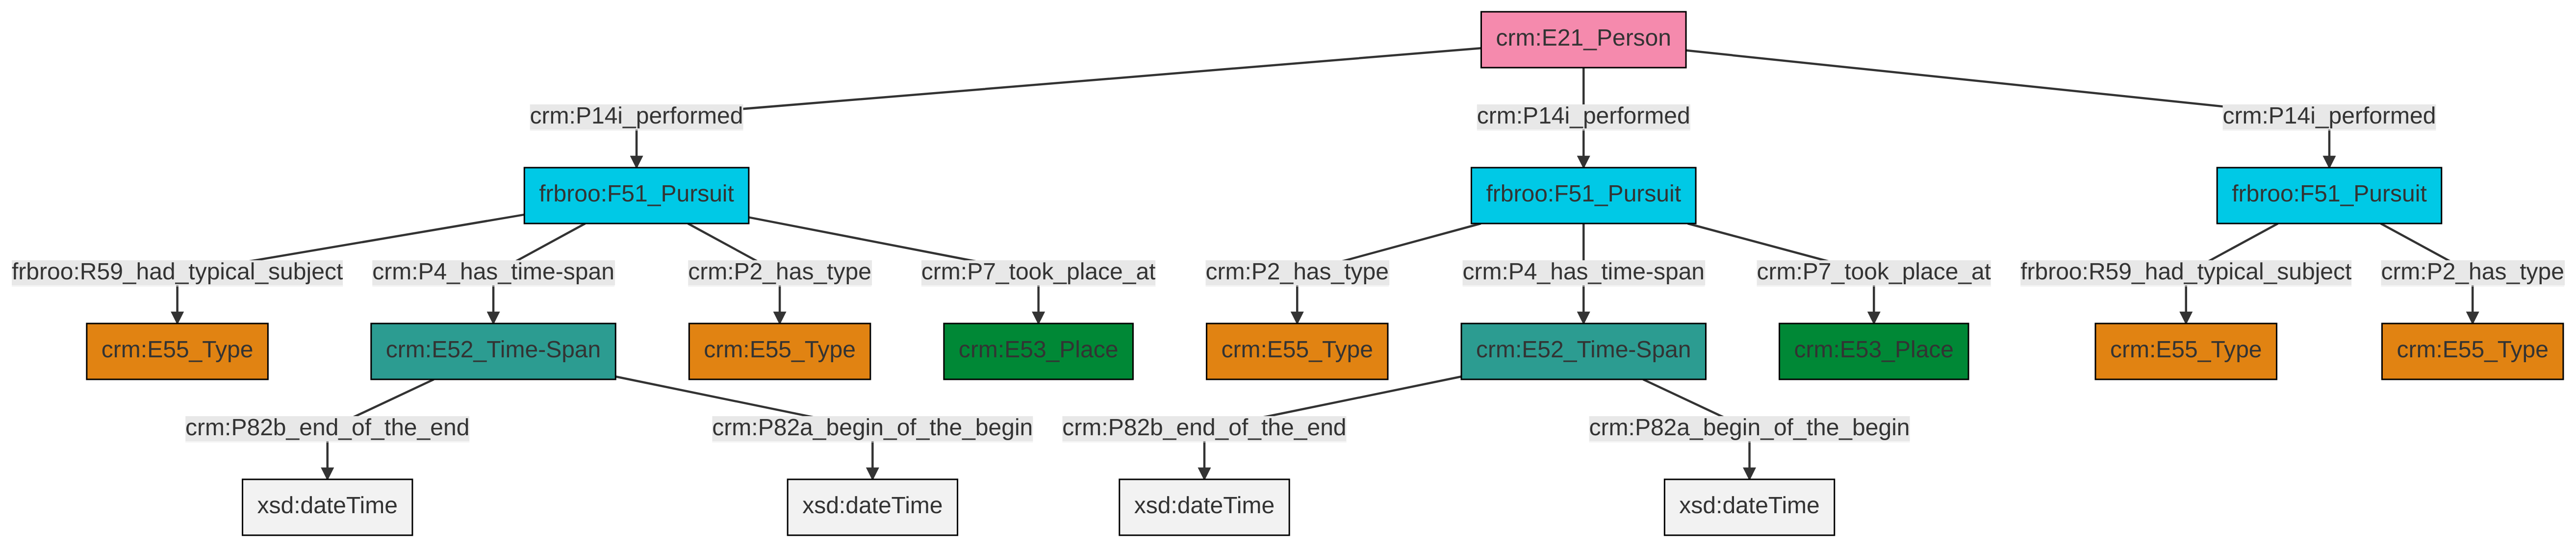 crm:E21_Person
crm:P14i_performed
crm:P14i_performed
crm:P14i_performed
frbroo:F51_Pursuit
frbroo:F51_Pursuit
frbroo:F51_Pursuit
frbroo:R59_had_typical_subject
crm:P4_has_time-span
crm:P2_has_type
crm:P7_took_place_at
crm:P2_has_type
crm:P4_has_time-span
crm:P7_took_place_at
frbroo:R59_had_typical_subject
crm:P2_has_type
crm:E55_Type
crm:E52_Time-Span
crm:E55_Type
crm:E53_Place
crm:E55_Type
crm:E52_Time-Span
crm:E53_Place
crm:E55_Type
crm:E55_Type
crm:P82b_end_of_the_end
crm:P82a_begin_of_the_begin
crm:P82b_end_of_the_end
crm:P82a_begin_of_the_begin
xsd:dateTime
xsd:dateTime
xsd:dateTime
xsd:dateTime